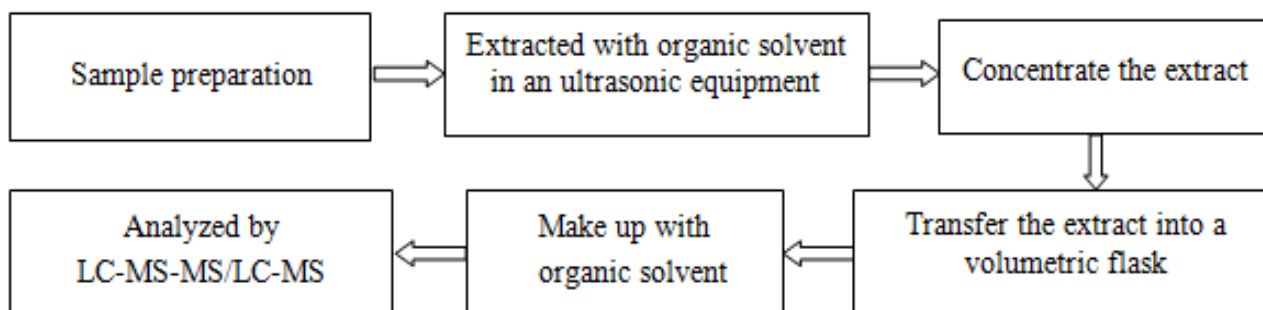 Sample preparation
Extracted with organic solvent
in an ultrasonic equipment
Concentrate the extract
Transfer the extract into a
volumetric flask
Make up with
organic solvent
Analyzed by
LC-MS-MS/LC-MS